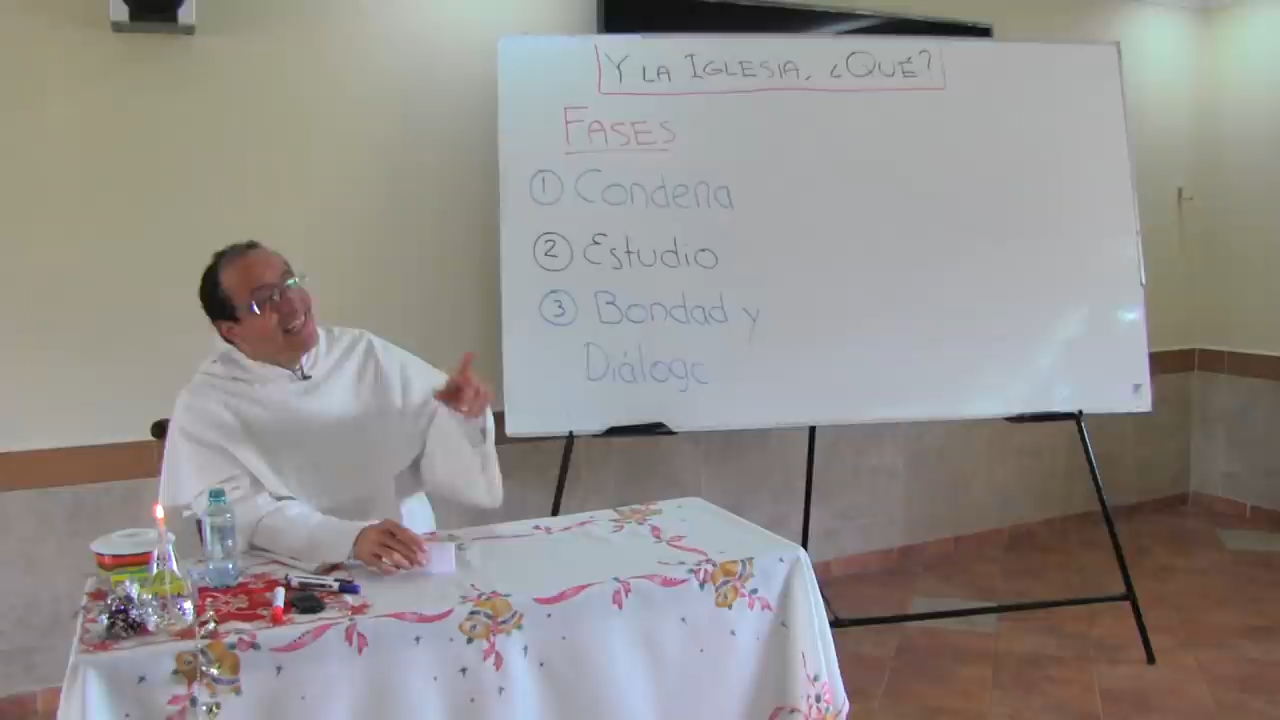 Y LA IGLESIA, ¿QUÉ?
FASES
① Condena
② Estudio
③ Bondad y
Diálogo